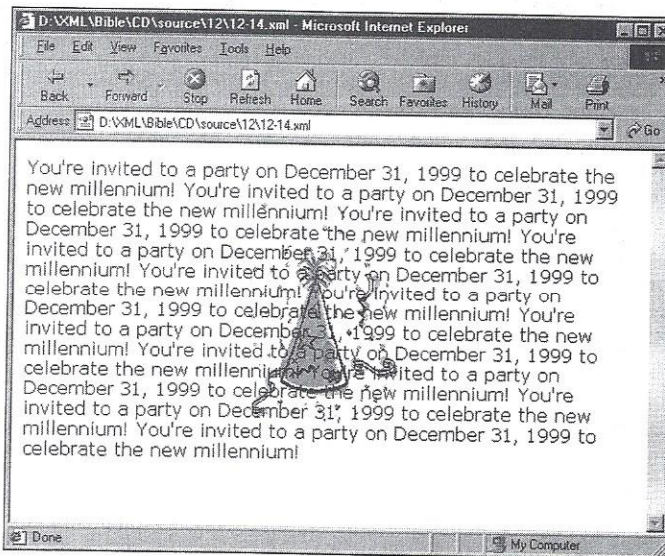 D:\XML\Bible\CD\source\12\12-14.xml - Microsoft Internet Explorer
File Edit View Favorites Tools Help
Back Forward Stop Refresh Home Search Favorites History Mail Print
Address D:\XML\Bible\CD\source\12\12-14.xml Go
You're invited to a party on December 31, 1999 to celebrate the
new millennium! You're invited to a party on December 31, 1999
to celebrate the new millennium! You're invited to a party on
December 31, 1999 to celebrate the new millennium! You're
invited to a party on December 31, 1999 to celebrate the new
millennium! You're invited to a party on December 31, 1999 to
celebrate the new millennium! You're invited to a party on
December 31, 1999 to celebrate the new millennium! You're
invited to a party on December 31, 1999 to celebrate the new
millennium! You're invited to a party on December 31, 1999 to
celebrate the new millennium! You're invited to a party on
December 31, 1999 to celebrate the new millennium! You're
invited to a party on December 31, 1999 to celebrate the new
millennium! You're invited to a party on December 31, 1999 to
celebrate the new millennium!
Done My Computer